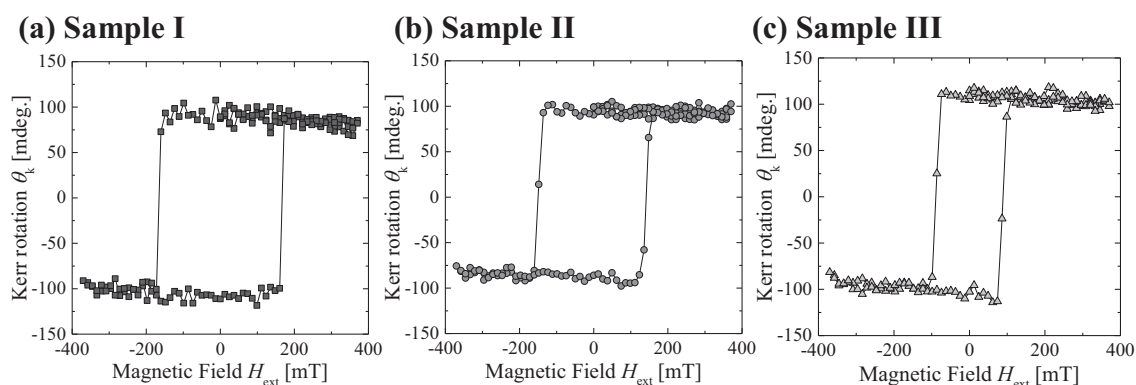 (a) Sample I
(b) Sample II
(c) Sample III
Kerr rotation θk [mdeg.]
150
100
50
0
-50
-100
-150
-400 -200 0 200 400
Magnetic Field Hext [mT]
Kerr rotation θk [mdeg.]
150
100
50
0
-50
-100
-150
-400 -200 0 200 400
Magnetic Field Hext [mT]
Kerr rotation θk [mdeg.]
150
100
50
0
-50
-100
-150
-400 -200 0 200 400
Magnetic Field Hext [mT]